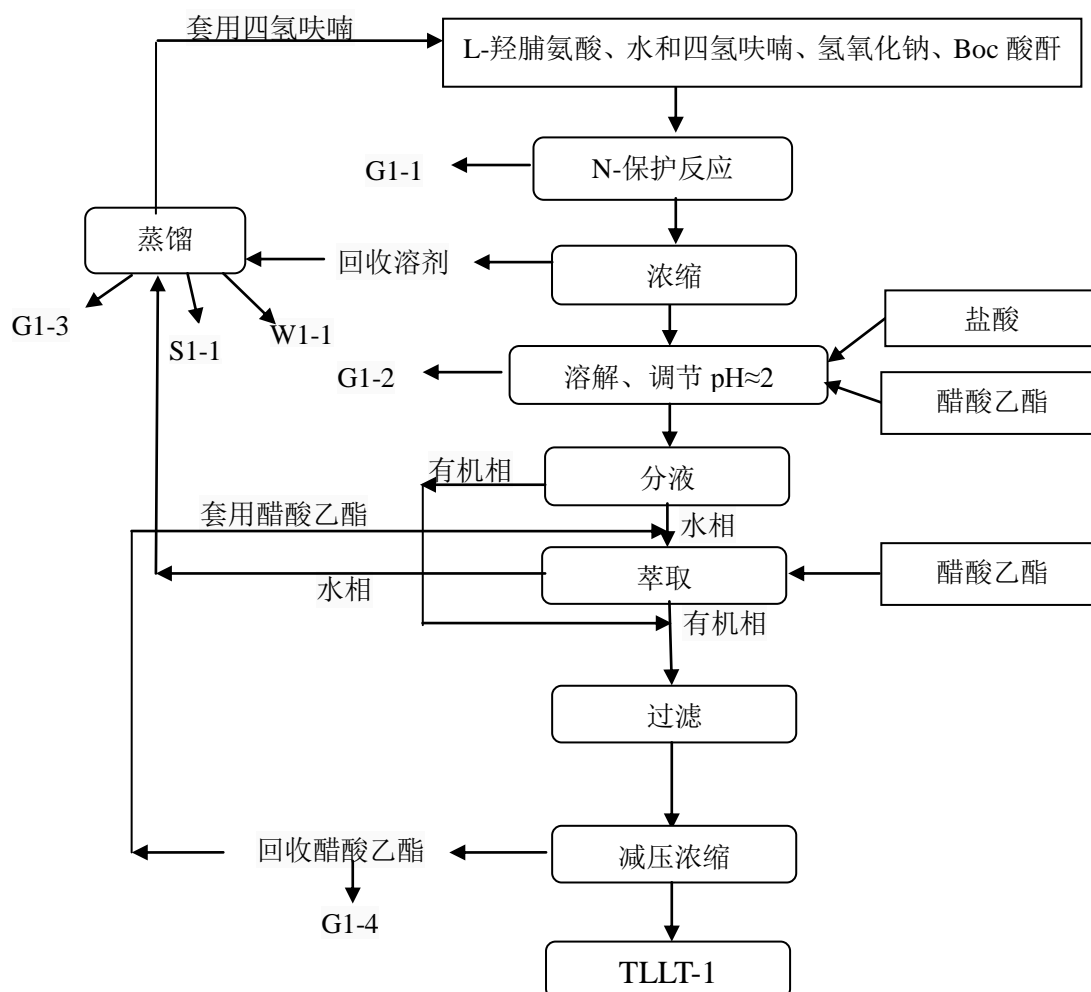 套用四氢呋喃
L-羟脯氨酸、水和四氢呋喃、氢氧化钠、Boc 酸酐
G1-1
N-保护反应
蒸馏
回收溶剂
浓缩
G1-3
S1-1
W1-1
盐酸
G1-2
溶解、调节 pH≈2
醋酸乙酯
有机相
分液
套用醋酸乙酯
水相
水相
萃取
醋酸乙酯
有机相
过滤
回收醋酸乙酯
减压浓缩
G1-4
TLLT-1